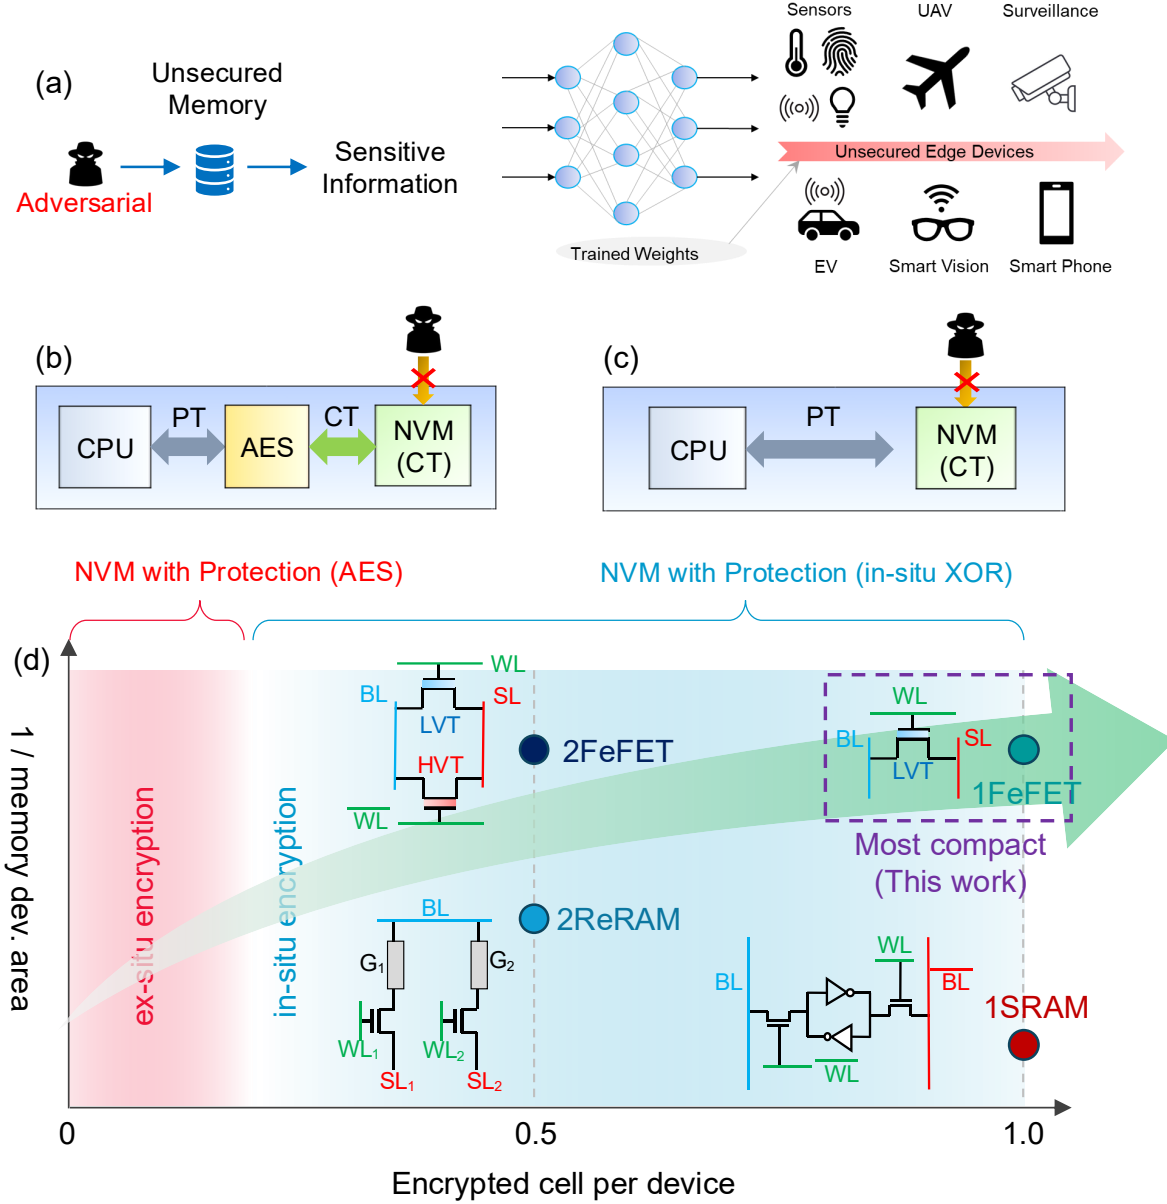 (a)
Unsecured
Memory
Adversarial
Sensitive
Information
Trained Weights
Sensors
UAV
Surveillance
Unsecured Edge Devices
EV
Smart Vision
Smart Phone
(b)
CPU
PT
AES
CT
NVM
(CT)
(c)
CPU
PT
NVM
(CT)
NVM with Protection (AES)
NVM with Protection (in-situ XOR)
(d)
1 / memory dev. area
ex-situ encryption
in-situ encryption
WL
BL
SL
LVT
HVT
W̅L̅
2FeFET
WL
BL
SL
LVT
1FeFET
Most compact
(This work)
BL
G₁
G₂
WL₁
WL₂
SL₁
SL₂
2ReRAM
BL
WL
B̅L̅
W̅L̅
1SRAM
0
0.5
1.0
Encrypted cell per device